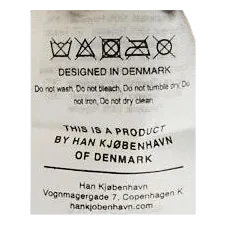 DESIGNED IN DENMARK
Do not wash, Do not bleach, Do not tumble dry, Do
not iron, Do not dry clean
THIS IS A PRODUCT
BY HAN KJØBENHAVN
OF DENMARK
Han Kjøbenhavn
Vognmagergade 7, Copenhagen K
hankjobenhavn.com